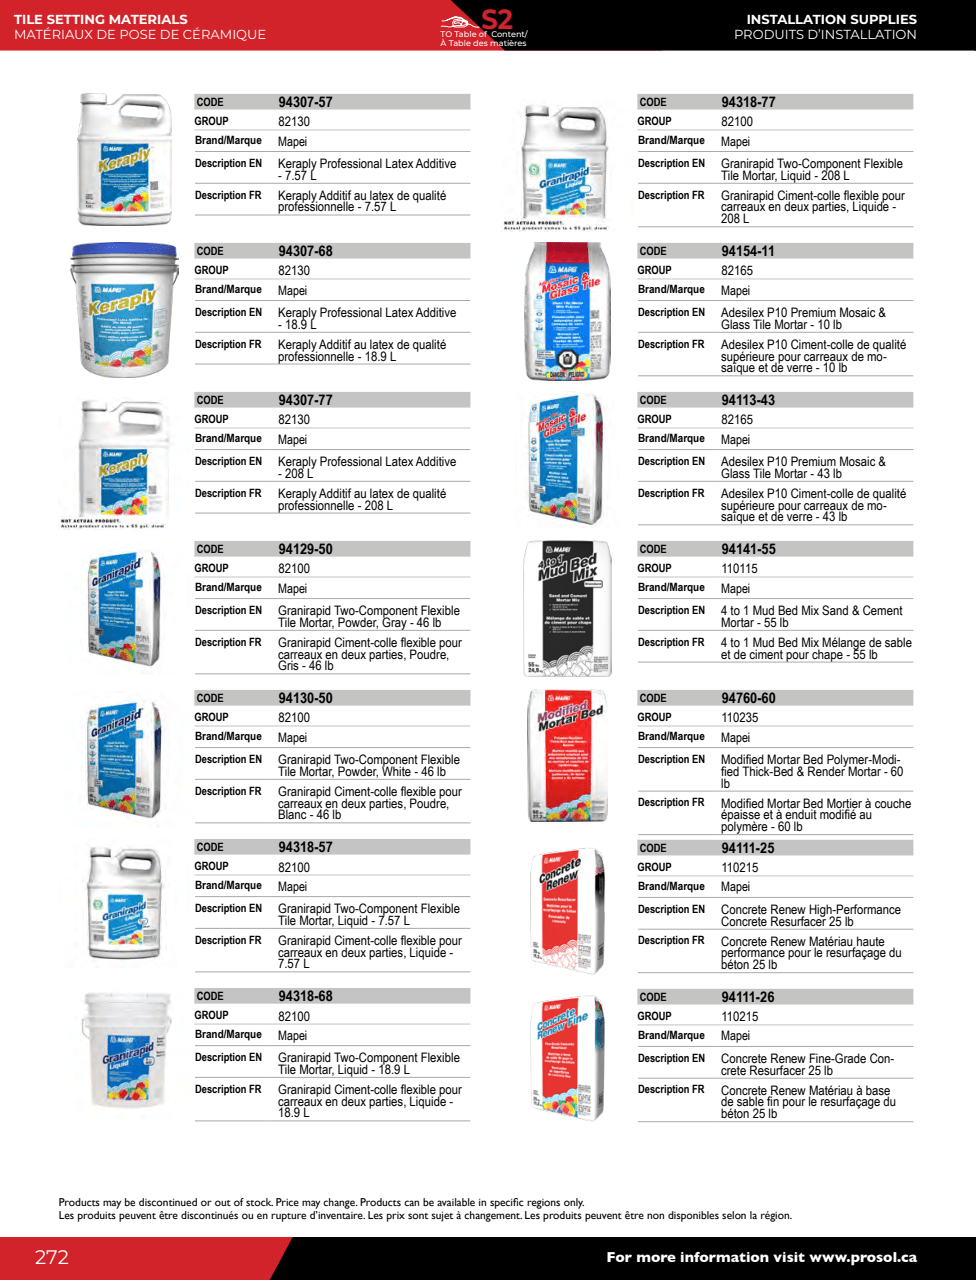 TILE SETTING MATERIALS
MATÉRIAUX DE POSE DE CÉRAMIQUE
S2
TO Table of Content/
À Table des matières
INSTALLATION SUPPLIES
PRODUITS D'INSTALLATION
CODE 94307-57
GROUP 82130
Brand/Marque Mapei
Description EN Keraply Professional Latex Additive
- 7.57 L
Description FR Keraply Additif au latex de qualité
professionnelle - 7.57 L
CODE 94307-68
GROUP 82130
Brand/Marque Mapei
Description EN Keraply Professional Latex Additive
- 18.9 L
Description FR Keraply Additif au latex de qualité
professionnelle - 18.9 L
CODE 94307-77
GROUP 82130
Brand/Marque Mapei
Description EN Keraply Professional Latex Additive
- 208 L
Description FR Keraply Additif au latex de qualité
professionnelle - 208 L
NOT ACTUAL PRODUCT.
Actual product comes in a 55 gal. drum
CODE 94129-50
GROUP 82100
Brand/Marque Mapei
Description EN Granirapid Two-Component Flexible
Tile Mortar, Powder, Gray - 46 lb
Description FR Granirapid Ciment-colle flexible pour
carreaux en deux parties, Poudre,
Gris - 46 lb
CODE 94130-50
GROUP 82100
Brand/Marque Mapei
Description EN Granirapid Two-Component Flexible
Tile Mortar, Powder, White - 46 lb
Description FR Granirapid Ciment-colle flexible pour
carreaux en deux parties, Poudre,
Blanc - 46 lb
CODE 94318-57
GROUP 82100
Brand/Marque Mapei
Description EN Granirapid Two-Component Flexible
Tile Mortar, Liquid - 7.57 L
Description FR Granirapid Ciment-colle flexible pour
carreaux en deux parties, Liquide -
7.57 L
CODE 94318-68
GROUP 82100
Brand/Marque Mapei
Description EN Granirapid Two-Component Flexible
Tile Mortar, Liquid - 18.9 L
Description FR Granirapid Ciment-colle flexible pour
carreaux en deux parties, Liquide -
18.9 L
CODE 94318-77
GROUP 82100
Brand/Marque Mapei
Description EN Granirapid Two-Component Flexible
Tile Mortar, Liquid - 208 L
Description FR Granirapid Ciment-colle flexible pour
carreaux en deux parties, Liquide -
208 L
NOT ACTUAL PRODUCT.
Actual product comes in a 55 gal. drum
CODE 94154-11
GROUP 82165
Brand/Marque Mapei
Description EN Adesilex P10 Premium Mosaic &
Glass Tile Mortar - 10 lb
Description FR Adesilex P10 Ciment-colle de qualité
supérieure pour carreaux de mo-
saïque et de verre - 10 lb
CODE 94113-43
GROUP 82165
Brand/Marque Mapei
Description EN Adesilex P10 Premium Mosaic &
Glass Tile Mortar - 43 lb
Description FR Adesilex P10 Ciment-colle de qualité
supérieure pour carreaux de mo-
saïque et de verre - 43 lb
CODE 94141-55
GROUP 110115
Brand/Marque Mapei
Description EN 4 to 1 Mud Bed Mix Sand & Cement
Mortar - 55 lb
Description FR 4 to 1 Mud Bed Mix Mélange de sable
et de ciment pour chape - 55 lb
CODE 94760-60
GROUP 110235
Brand/Marque Mapei
Description EN Modified Mortar Bed Polymer-Modi-
fied Thick-Bed & Render Mortar - 60
lb
Description FR Modified Mortar Bed Mortier à couche
épaisse et à enduit modifié au
polymère - 60 lb
CODE 94111-25
GROUP 110215
Brand/Marque Mapei
Description EN Concrete Renew High-Performance
Concrete Resurfacer 25 lb
Description FR Concrete Renew Matériau haute
performance pour le resurfaçage du
béton 25 lb
CODE 94111-26
GROUP 110215
Brand/Marque Mapei
Description EN Concrete Renew Fine-Grade Con-
crete Resurfacer 25 lb
Description FR Concrete Renew Matériau à base
de sable fin pour le resurfaçage du
béton 25 lb
Products may be discontinued or out of stock. Price may change. Products can be available in specific regions only.
Les produits peuvent être discontinués ou en rupture d'inventaire. Les prix sont sujet à changement. Les produits peuvent être non disponibles selon la région.
272
For more information visit www.prosol.ca